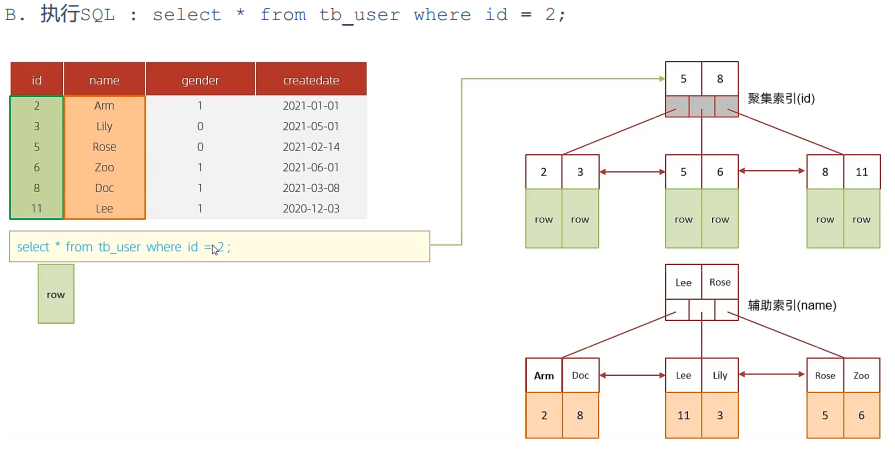 B. 执行SQL : select * from tb_user where id = 2;
id name gender createdate
2 Arm 1 2021-01-01
3 Lily 0 2021-05-01
5 Rose 0 2021-02-14
6 Zoo 1 2021-06-01
8 Doc 1 2021-03-08
11 Lee 1 2020-12-03
select * from tb_user where id = 2 ;
row
5 8
聚集索引(id)
2 3 5 6 8 11
row row row row row row
Lee Rose
辅助索引(name)
Arm Doc Lee Lily Rose Zoo
2 8 11 3 5 6